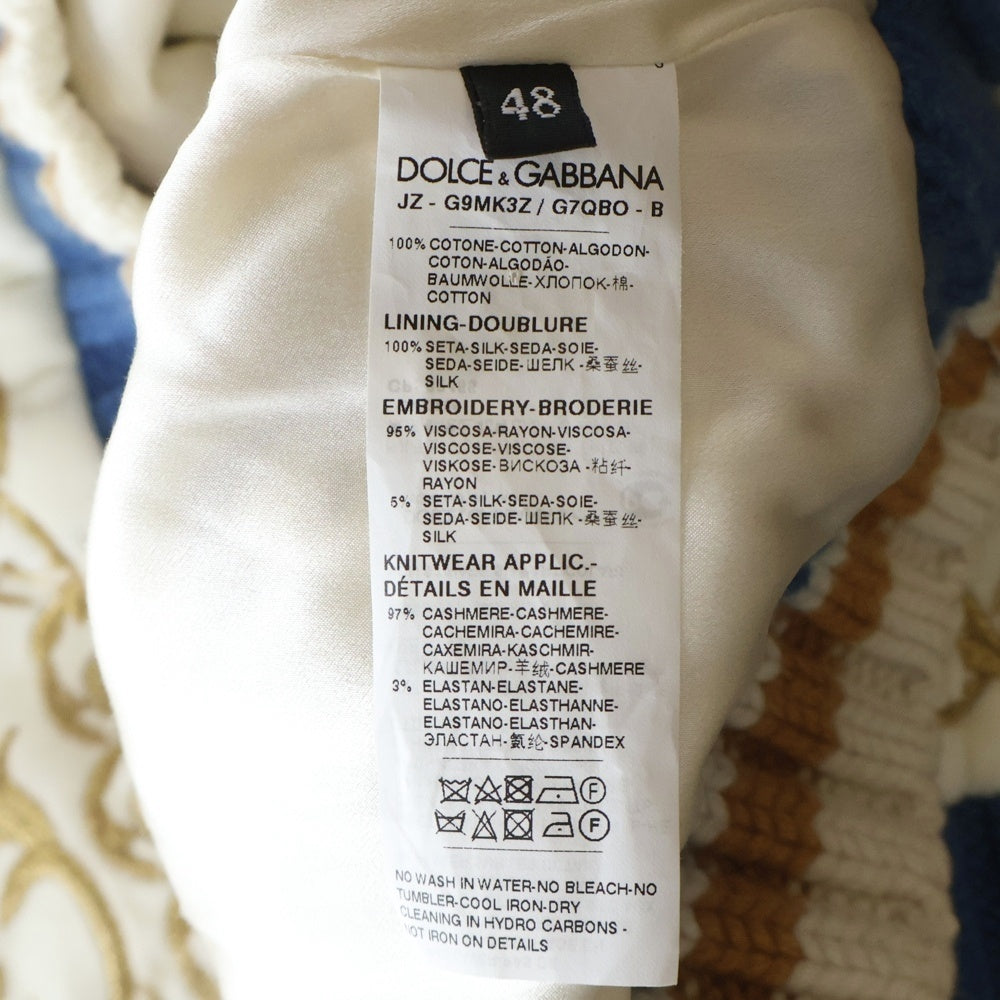 48
DOLCE & GABBANA
JZ - G9MK3Z / G7QBO - B
100% COTONE-COTTON-ALGODON-
COTON-ALGODÃO-
BAUMWOLLE-ХЛОПОК-棉-
COTTON
LINING-DOUBLURE
100% SETA-SILK-SEDA-SOIE-
SEDA-SEIDE-ШЕЛК -桑蚕丝-
SILK
EMBROIDERY-BRODERIE
95% VISCOSA-RAYON-VISCOSA-
VISCOSE-VISCOSE-
VISKOSE-ВИСКОЗА -粘纤-
RAYON
5% SETA-SILK-SEDA-SOIE-
SEDA-SEIDE-ШЕЛК -桑蚕丝-
SILK
KNITWEAR APPLIC.-
DÉTAILS EN MAILLE
97% CASHMERE-CASHMERE-
CACHEMIRA-CACHEMIRE-
CAXEMIRA-KASCHMIR-
КАШЕМИР-羊绒-CASHMERE
3% ELASTAN-ELASTANE-
ELASTANO-ELASTHANNE-
ELASTANO-ELASTHAN-
ЭЛАСТАН-氨纶-SPANDEX
F
F
NO WASH IN WATER-NO BLEACH-NO
TUMBLER-COOL IRON-DRY
CLEANING IN HYDRO CARBONS -
NOT IRON ON DETAILS